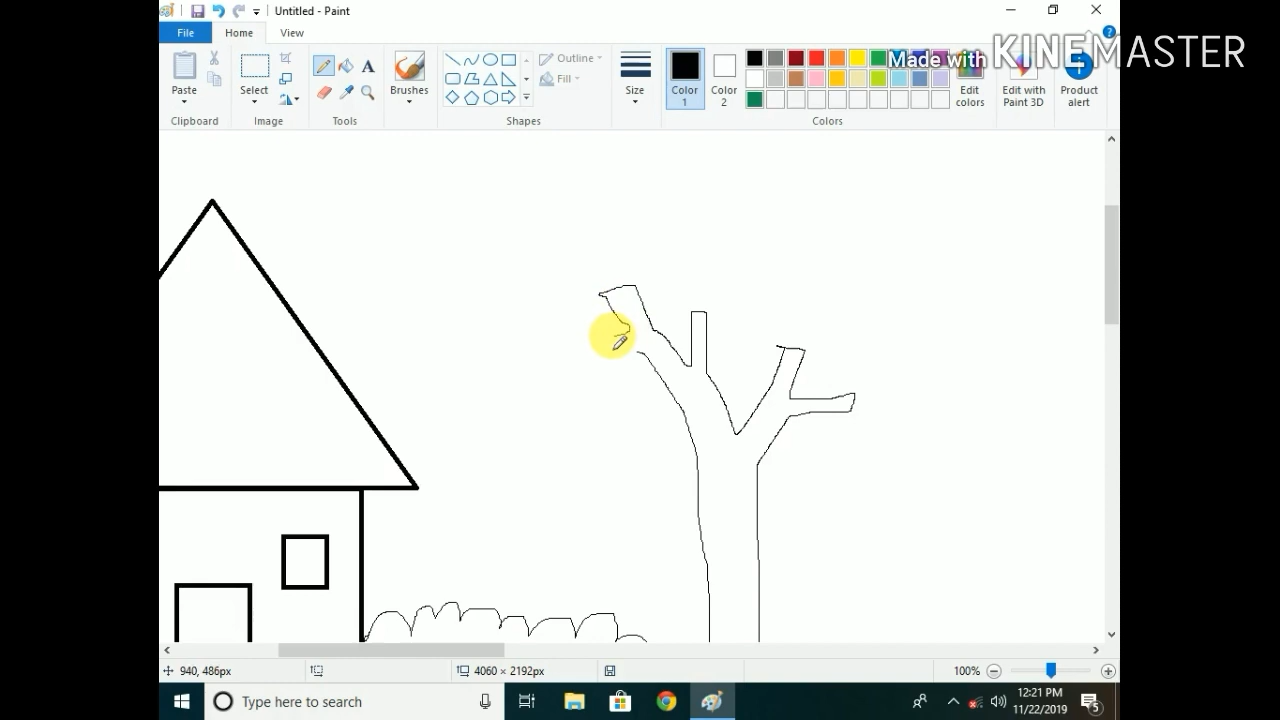 Untitled - Paint
File
Home
View
Made with KINEMASTER
Paste
Select
Brushes
Outline
Fill
Size
Color 1
Color 2
Edit colors
Edit with Paint 3D
Product alert
Clipboard
Image
Tools
Shapes
Colors
940, 486px
4060 × 2192px
100%
Type here to search
12:21 PM
11/22/2019
5